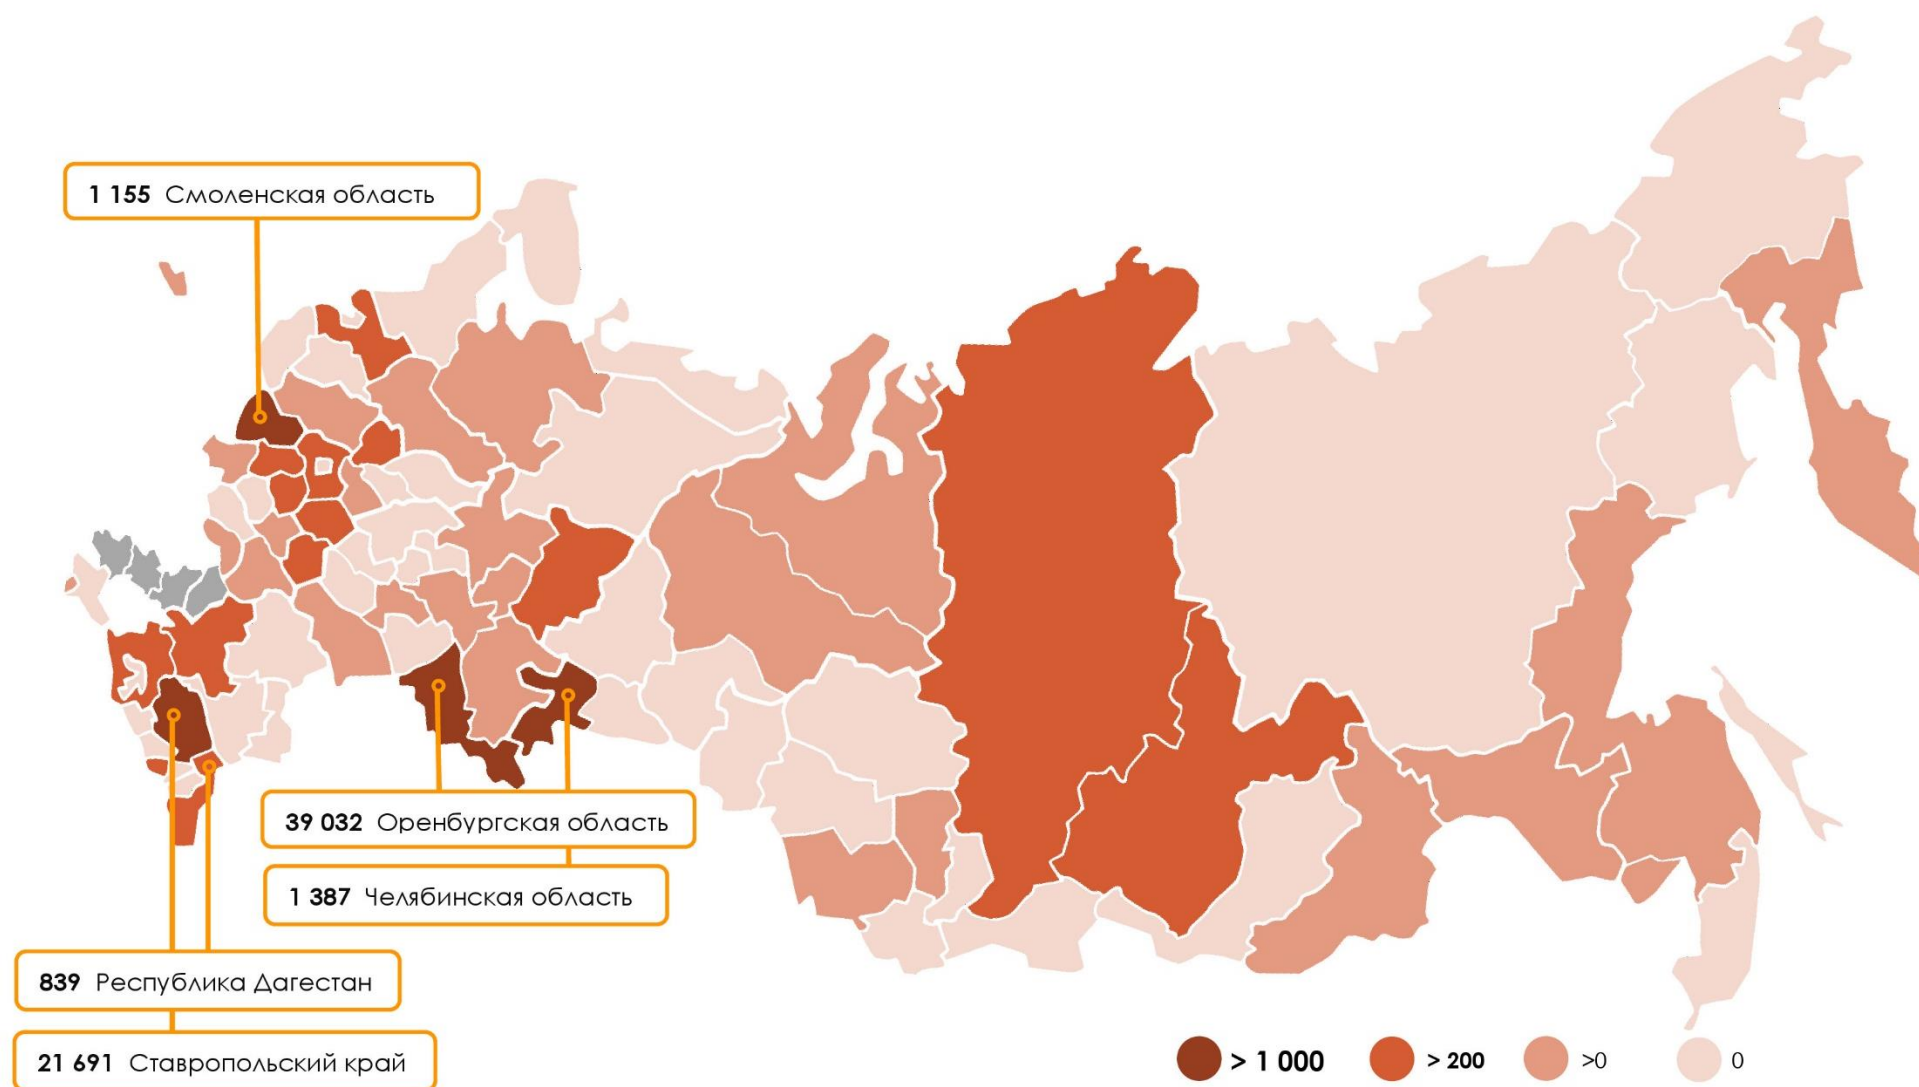 1 155 Смоленская область
39 032 Оренбургская область
1 387 Челябинская область
839 Республика Дагестан
21 691 Ставропольский край
> 1 000
> 200
>0
0